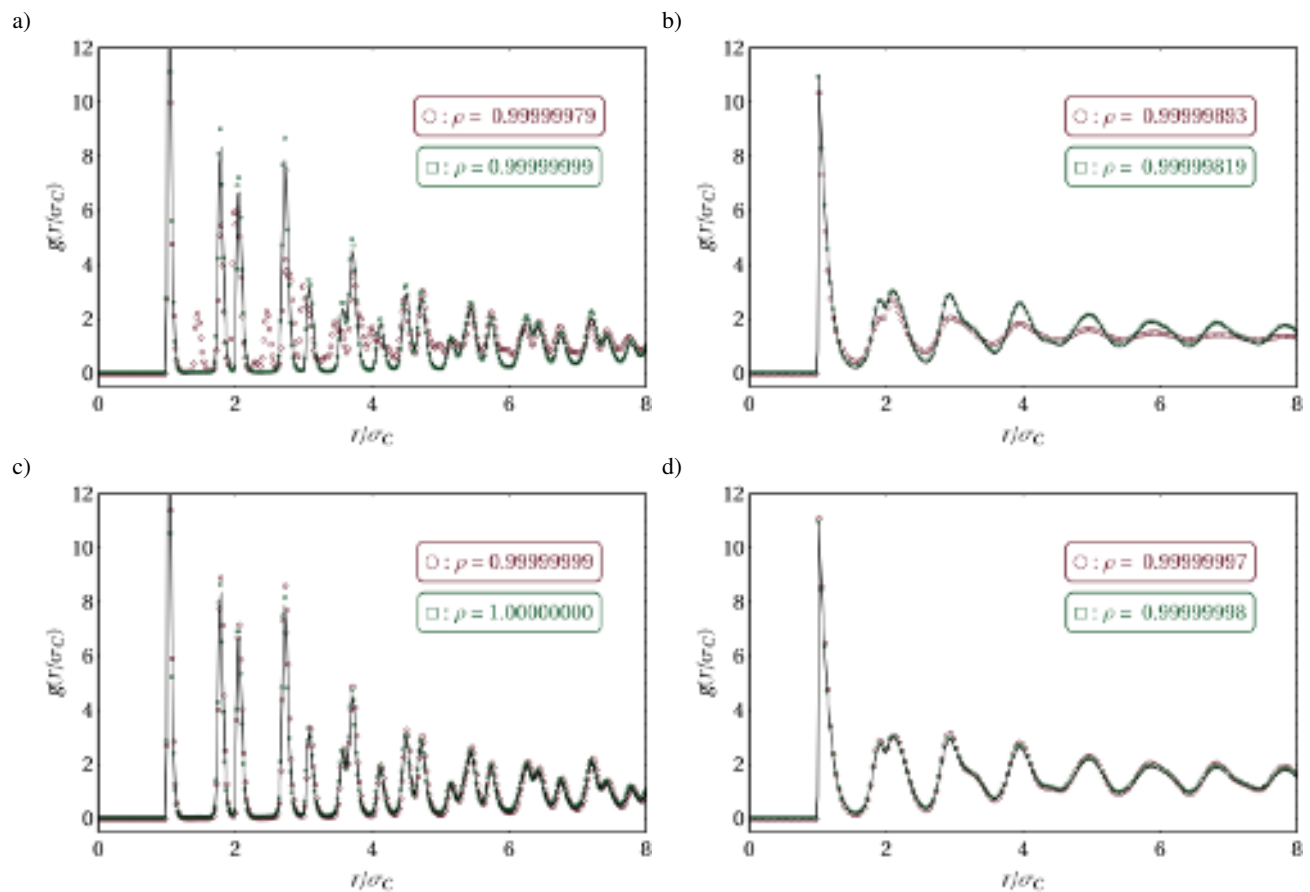 a)
12
10
8
6
4
2
0
g(r/σC)
○ : ρ = 0.99999979
□ : ρ = 0.99999999
0 2 4 6 8
r/σC
b)
12
10
8
6
4
2
0
g(r/σC)
○ : ρ = 0.99999893
□ : ρ = 0.99999819
0 2 4 6 8
r/σC
c)
12
10
8
6
4
2
0
g(r/σC)
○ : ρ = 0.99999999
□ : ρ = 1.00000000
0 2 4 6 8
r/σC
d)
12
10
8
6
4
2
0
g(r/σC)
○ : ρ = 0.99999997
□ : ρ = 0.99999998
0 2 4 6 8
r/σC